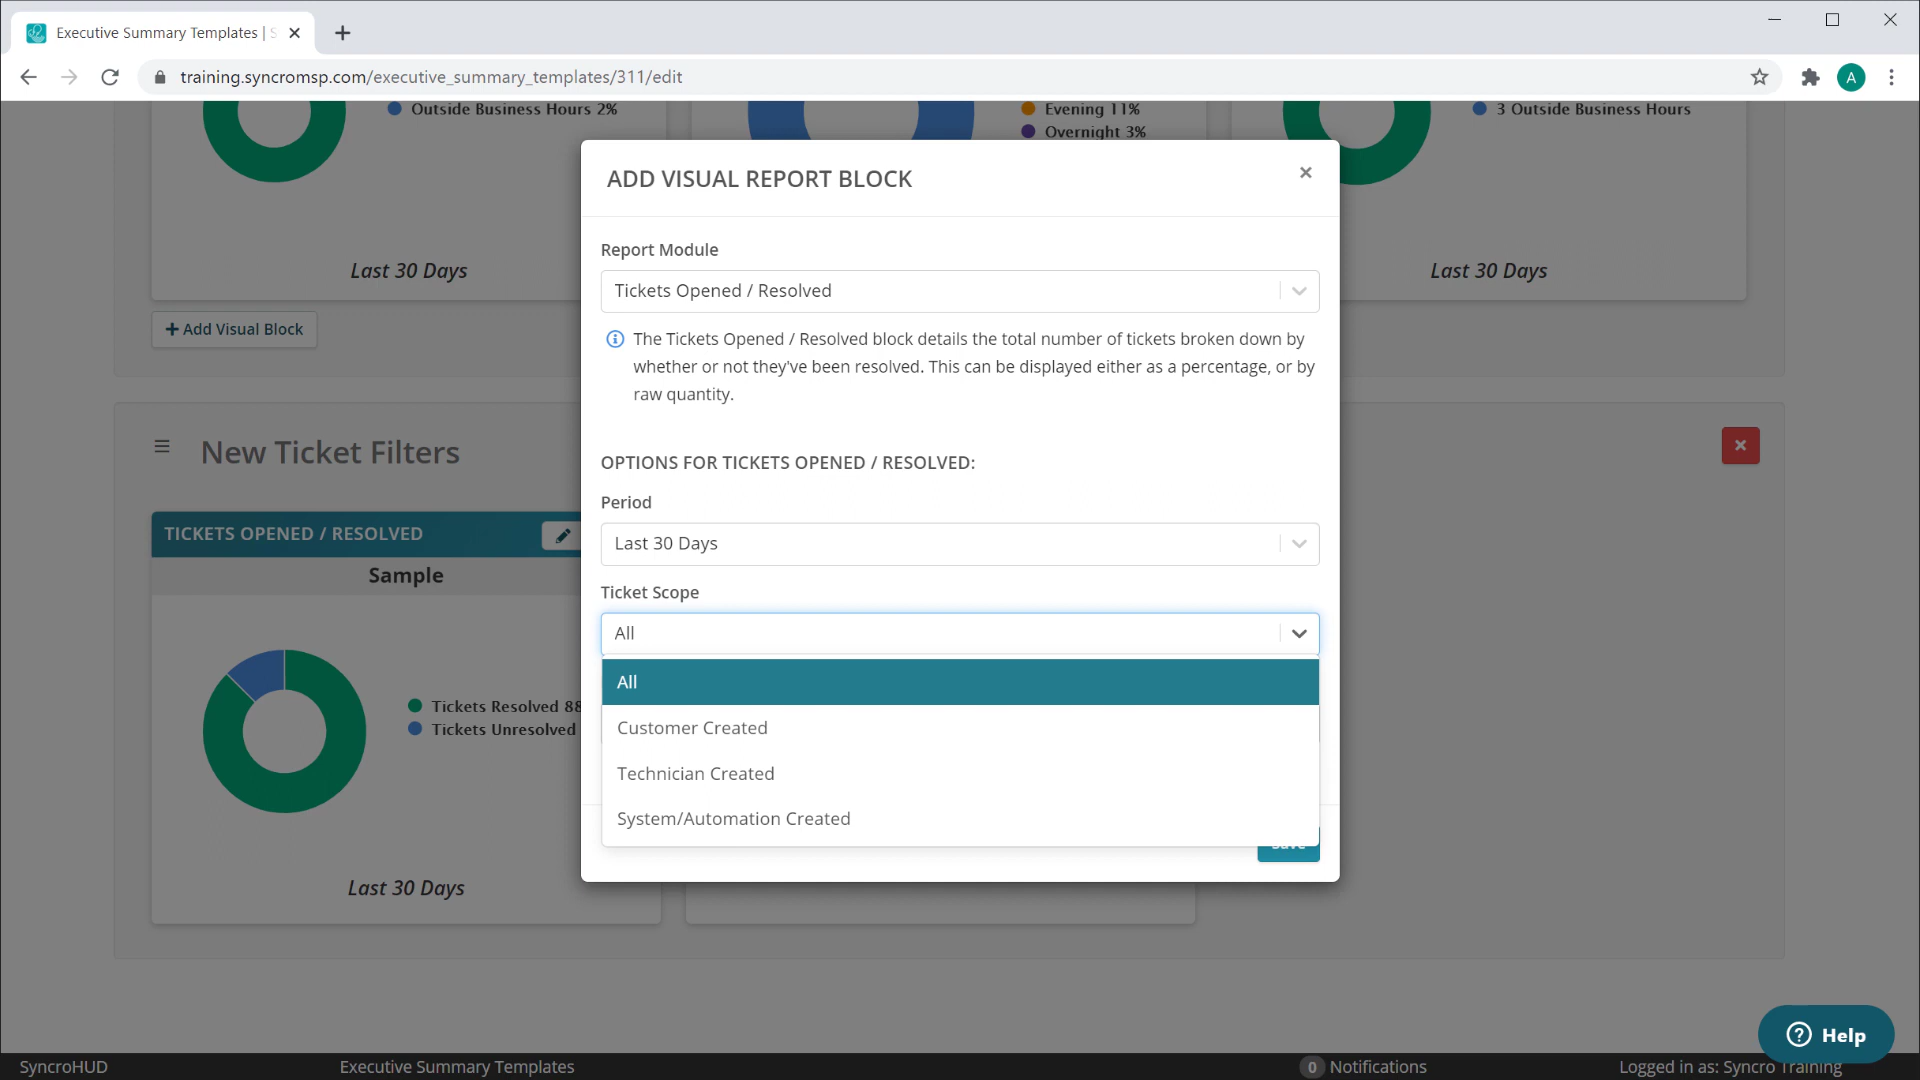 Executive Summary Templates |
training.syncromsp.com/executive_summary_templates/311/edit
A
Outside Business Hours 2%
Evening 11%
Overnight 3%
3 Outside Business Hours
Last 30 Days
Last 30 Days
+ Add Visual Block
ADD VISUAL REPORT BLOCK
Report Module
Tickets Opened / Resolved
The Tickets Opened / Resolved block details the total number of tickets broken down by
whether or not they've been resolved. This can be displayed either as a percentage, or by
raw quantity.
OPTIONS FOR TICKETS OPENED / RESOLVED:
Period
Last 30 Days
Ticket Scope
All
All
Customer Created
Technician Created
System/Automation Created
Save
New Ticket Filters
TICKETS OPENED / RESOLVED
Sample
Tickets Resolved 88
Tickets Unresolved
Last 30 Days
Help
SyncroHUD
Executive Summary Templates
0 Notifications
Logged in as: Syncro Training